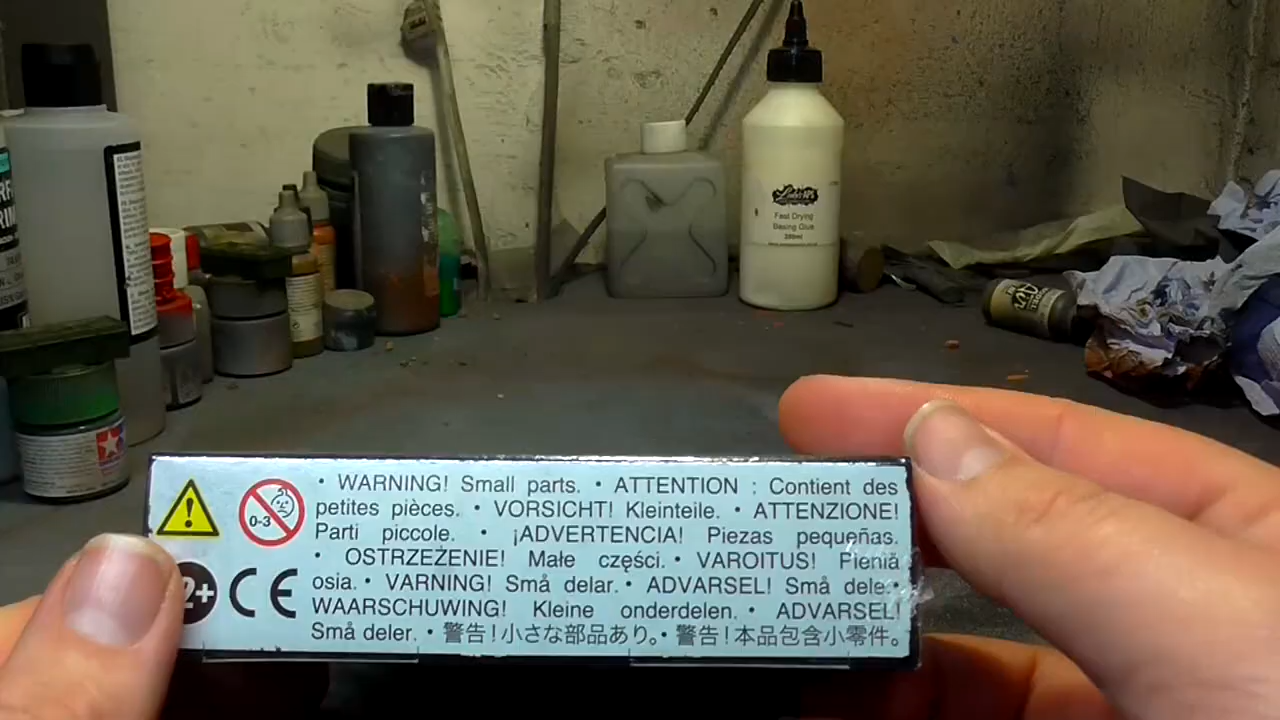 Fast Drying
Basing Glue
• WARNING! Small parts. • ATTENTION : Contient des
petites pièces. • VORSICHT! Kleinteile. • ATTENZIONE!
Parti piccole. • ¡ADVERTENCIA! Piezas pequeñas.
• OSTRZEŻENIE! Małe części. • VAROITUS! Pieniä
osia. • VARNING! Små delar. • ADVARSEL! Små dele.
WAARSCHUWING! Kleine onderdelen. • ADVARSEL!
Små deler. • 警告！小さな部品あり。• 警告！本品包含小零件。
0-3
2+
CE